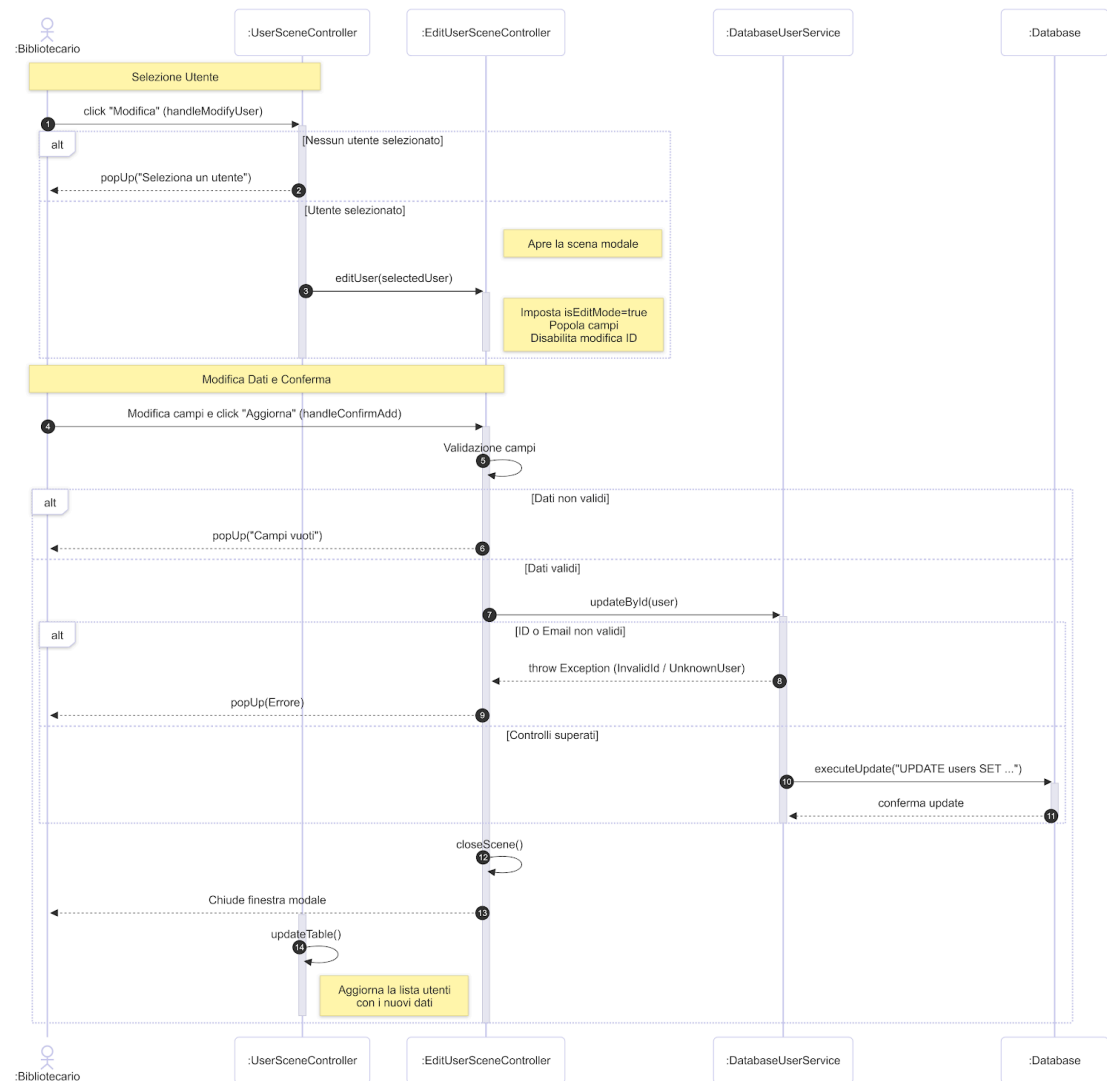 :Bibliotecario
:UserSceneController
:EditUserSceneController
:DatabaseUserService
:Database
Selezione Utente
click "Modifica" (handleModifyUser)
1
alt
[Nessun utente selezionato]
popUp("Seleziona un utente")
2
[Utente selezionato]
Apre la scena modale
editUser(selectedUser)
3
Imposta isEditMode=true
Popola campi
Disabilita modifica ID
Modifica Dati e Conferma
Modifica campi e click "Aggiorna" (handleConfirmAdd)
4
Validazione campi
5
alt
[Dati non validi]
popUp("Campi vuoti")
6
[Dati validi]
updateById(user)
7
alt
[ID o Email non validi]
throw Exception (InvalidId / UnknownUser)
8
popUp(Errore)
9
[Controlli superati]
executeUpdate("UPDATE users SET ...")
10
conferma update
11
closeScene()
12
Chiude finestra modale
13
updateTable()
14
Aggiorna la lista utenti
con i nuovi dati
:Bibliotecario
:UserSceneController
:EditUserSceneController
:DatabaseUserService
:Database